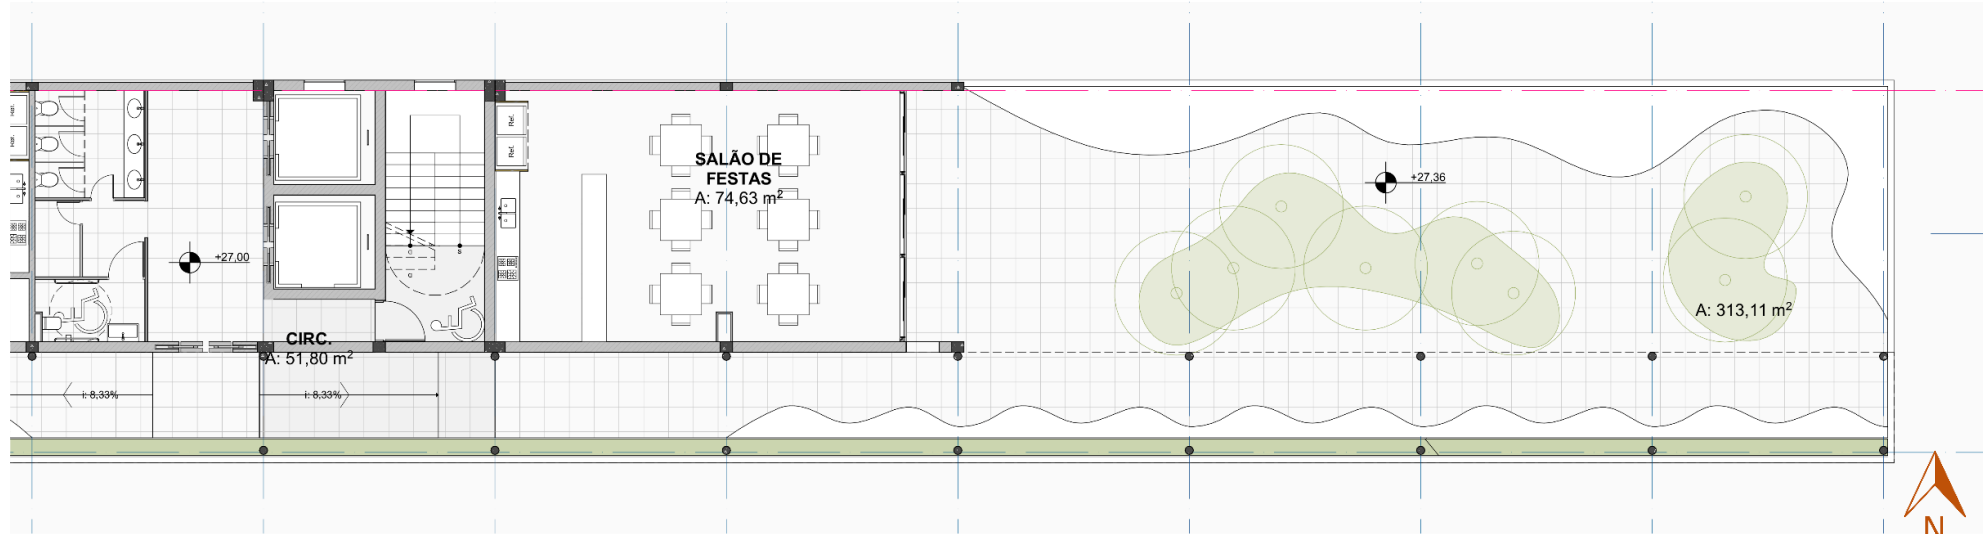 Ref.
Ref.
SALÃO DE
FESTAS
A: 74,63 m²
+27,36
+27,00
A: 313,11 m²
CIRC.
A: 51,80 m²
i: 8,33%
i: 8,33%
N